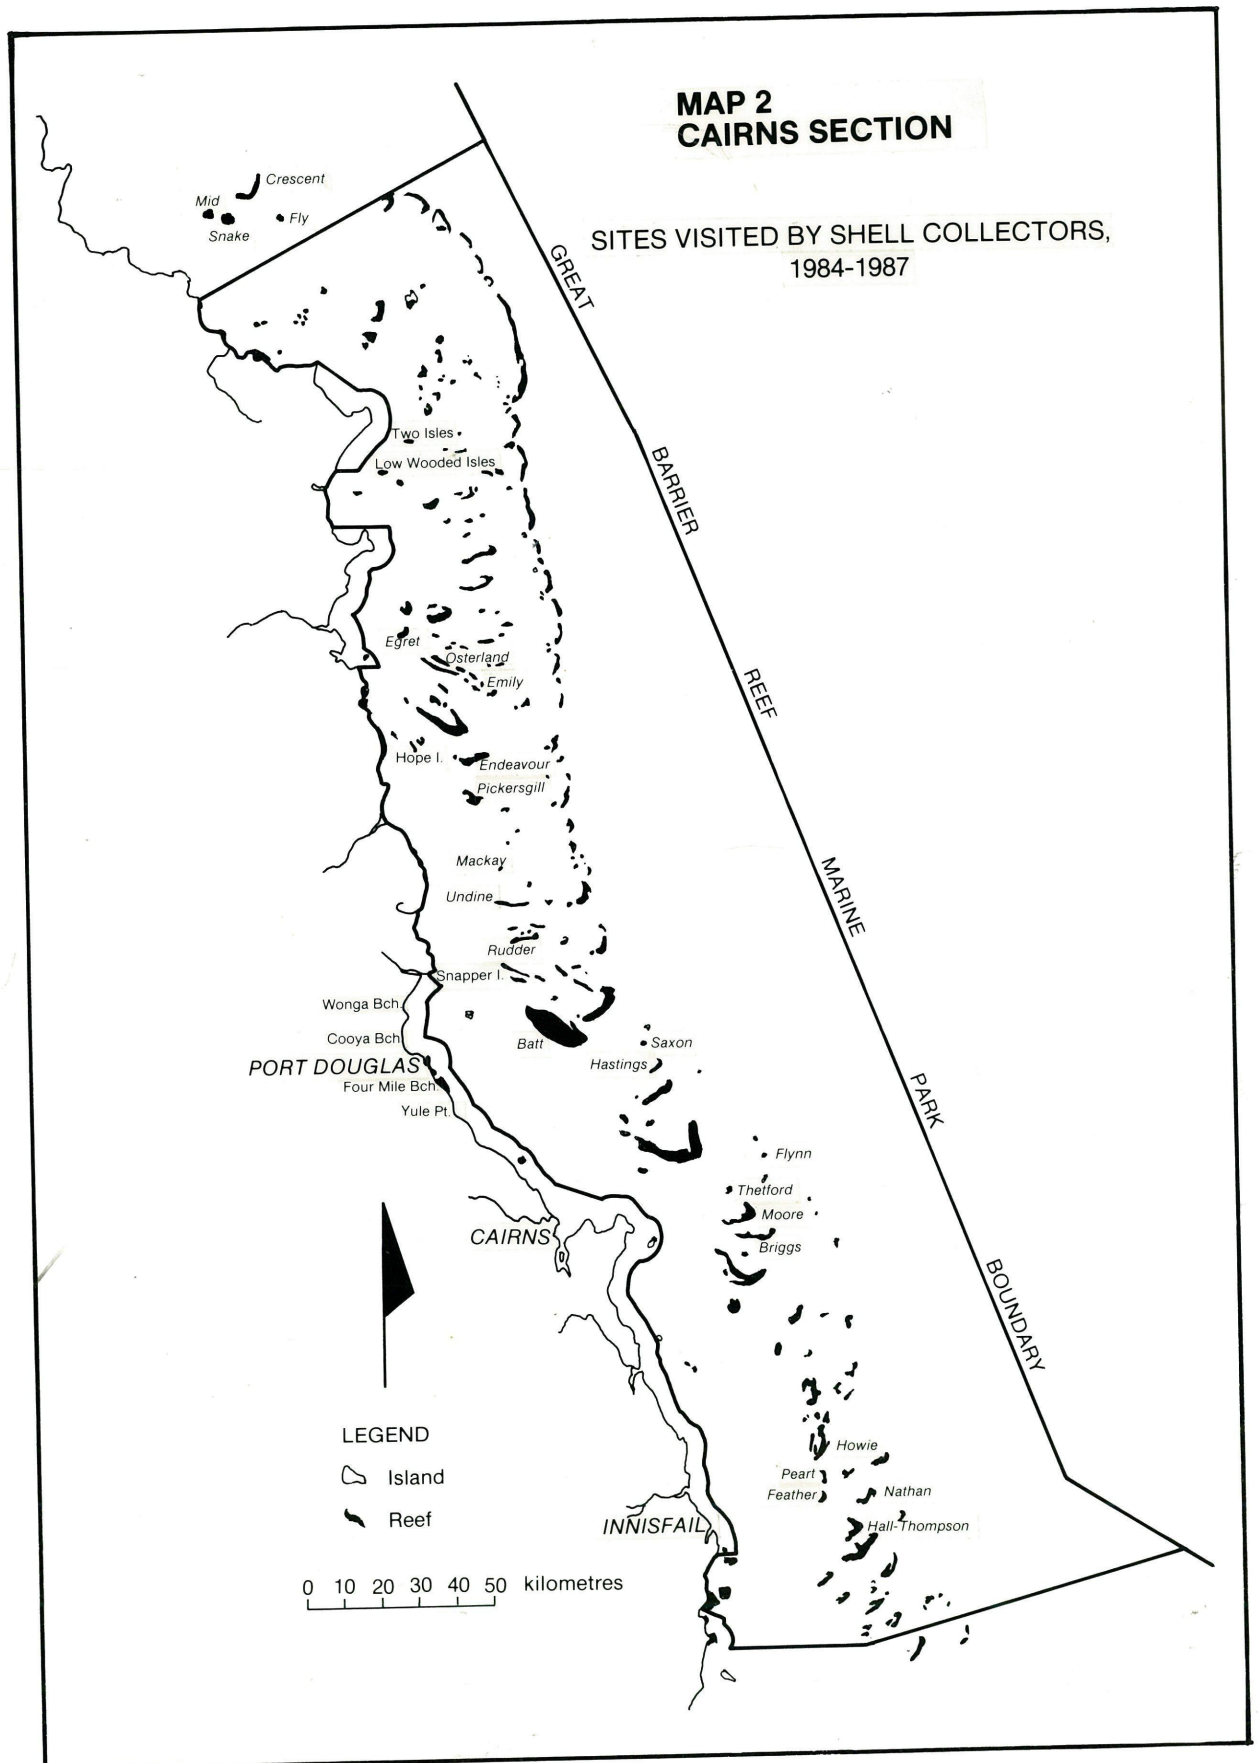 MAP 2
CAIRNS SECTION
SITES VISITED BY SHELL COLLECTORS,
1984-1987
Crescent
Mid
Fly
Snake
GREAT
BARRIER
REEF
MARINE
PARK
BOUNDARY
Two Isles
Low Wooded Isles
Egret
Osterland
Emily
Hope I.
Endeavour
Pickersgill
Mackay
Undine
Rudder
Snapper I.
Wonga Bch.
Cooya Bch.
Batt
Saxon
Hastings
PORT DOUGLAS
Four Mile Bch.
Yule Pt.
Flynn
Thetford
Moore
Briggs
CAIRNS
Howie
Peart
Feather
Nathan
Hall-Thompson
INNISFAIL
LEGEND
Island
Reef
0 10 20 30 40 50 kilometres